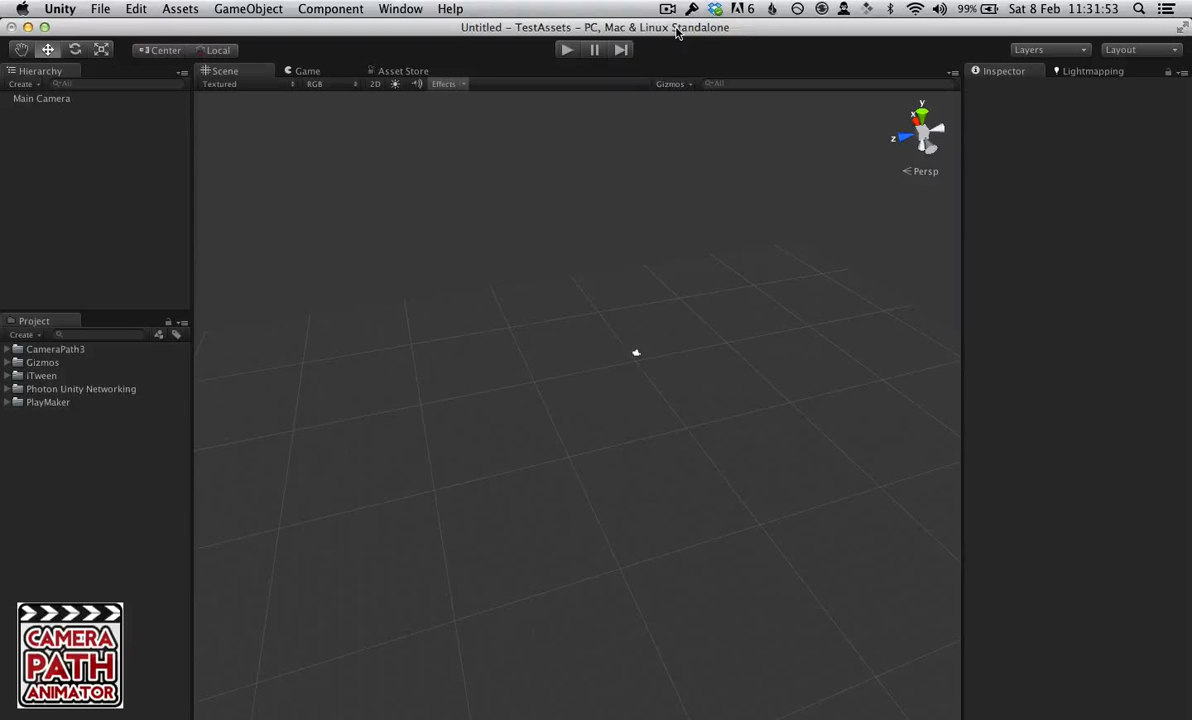 Unity File Edit Assets GameObject Component Window Help 6 99% Sat 8 Feb 11:31:53
Untitled – TestAssets – PC, Mac & Linux Standalone
Center Local Layers Layout
Hierarchy Scene Game Asset Store Inspector Lightmapping
Create All Textured RGB 2D Effects Gizmos All
Main Camera
y
x
z
Persp
Project
Create
CameraPath3
Gizmos
iTween
Photon Unity Networking
PlayMaker
CAMERA
PATH
ANIMATOR